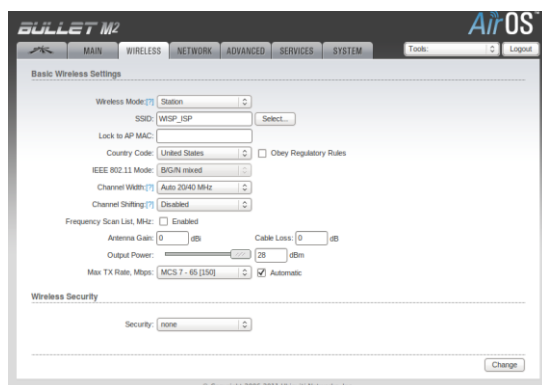 BULLET M2 AirOS™
MAIN WIRELESS NETWORK ADVANCED SERVICES SYSTEM Tools: Logout
Basic Wireless Settings
Wireless Mode:[?] Station
SSID: WISP_ISP Select...
Lock to AP MAC:
Country Code: United States Obey Regulatory Rules
IEEE 802.11 Mode: B/G/N mixed
Channel Width:[?] Auto 20/40 MHz
Channel Shifting:[?] Disabled
Frequency Scan List, MHz: Enabled
Antenna Gain: 0 dBi Cable Loss: 0 dB
Output Power: 28 dBm
Max TX Rate, Mbps: MCS 7 - 65 [150] Automatic
Wireless Security
Security: none
Change